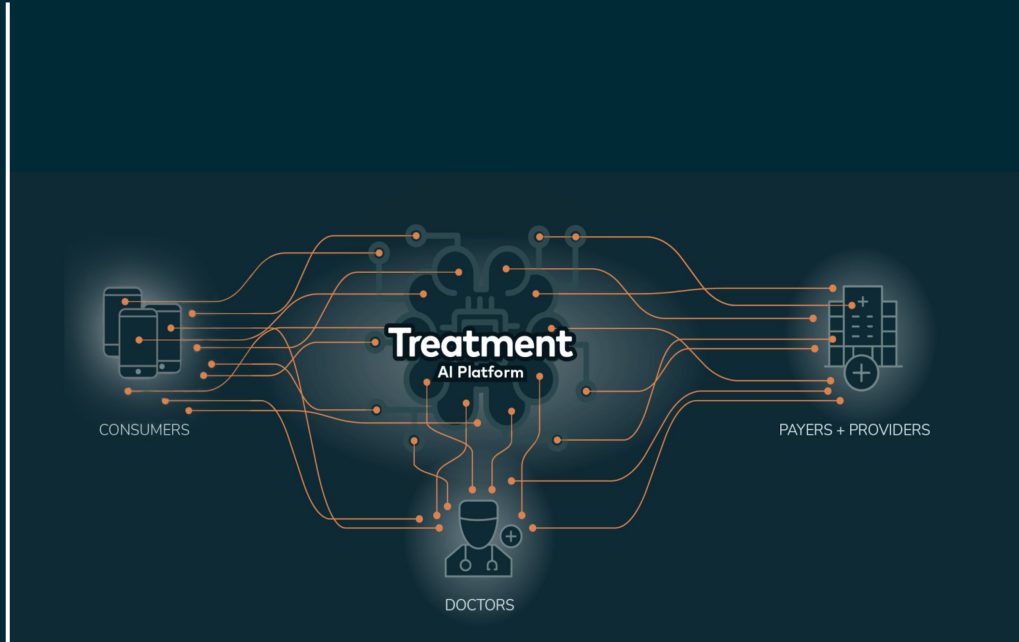 Treatment
AI Platform
CONSUMERS
PAYERS + PROVIDERS
DOCTORS